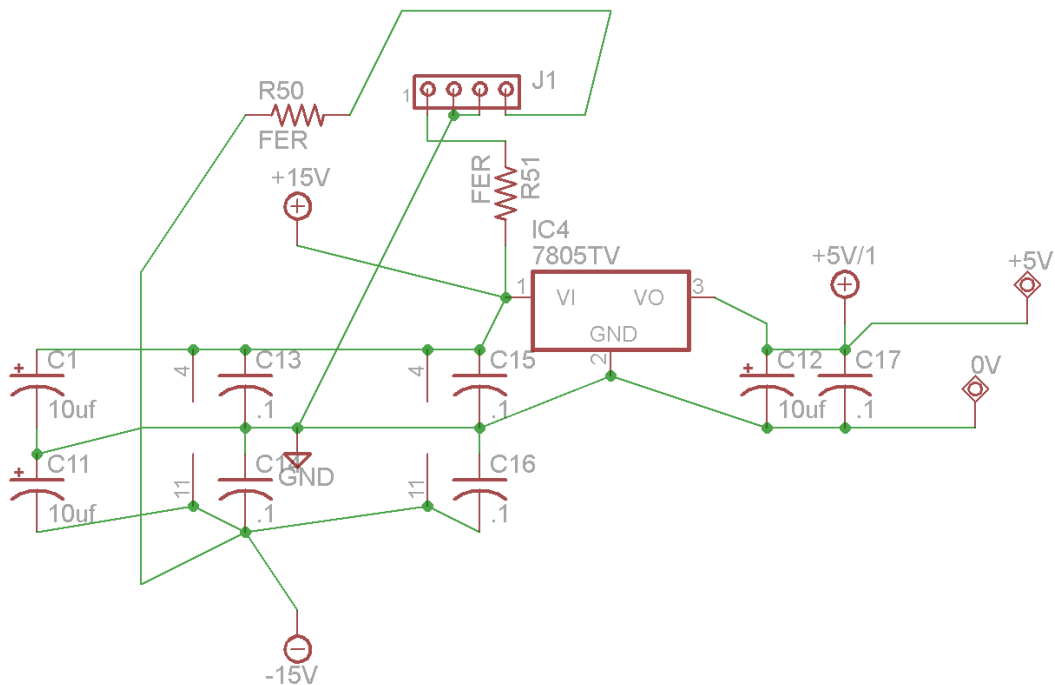 R50
FER
1
J1
+15V
FER
R51
IC4
7805TV
1
VI
VO
3
GND
2
+5V/1
+5V
0V
C1
10uf
4
C13
.1
4
C15
.1
C12
10uf
C17
.1
C11
10uf
11
C14
.1
GND
11
C16
.1
-15V